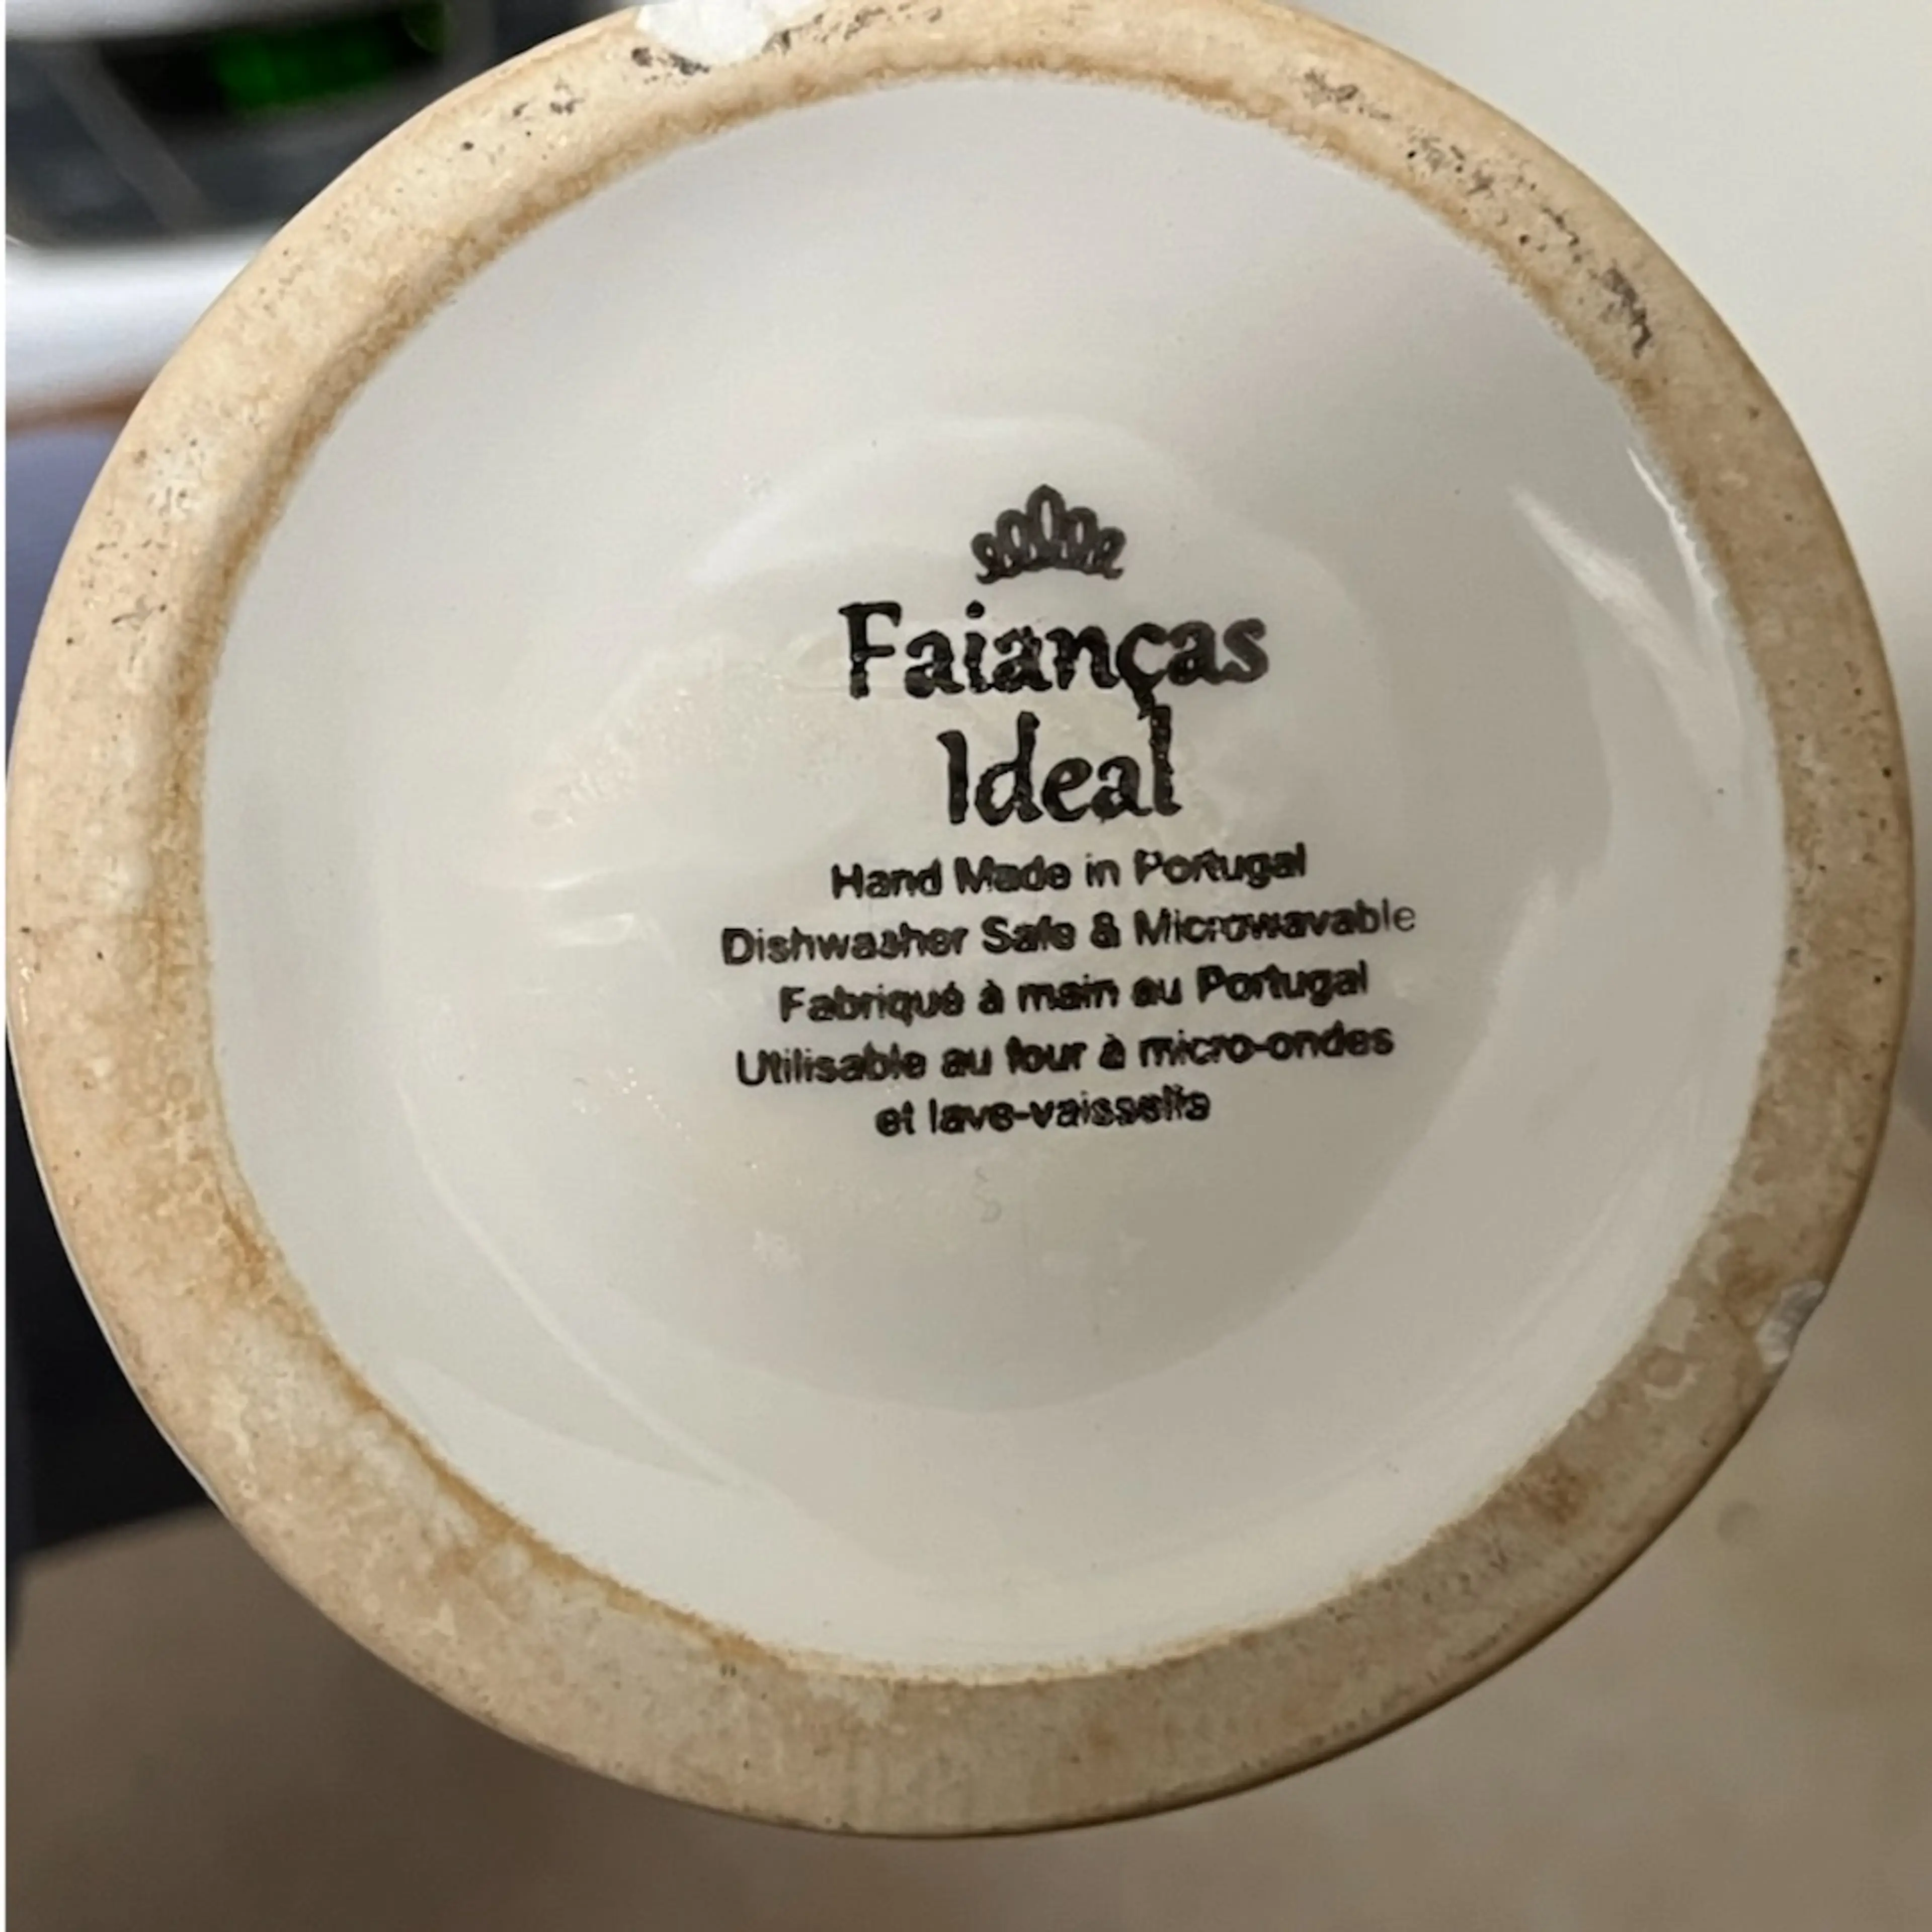 Faianças
Ideal
Hand Made in Portugal
Dishwasher Safe & Microwavable
Fabriqué à main au Portugal
Utilisable au four à micro-ondes
et lave-vaisselle